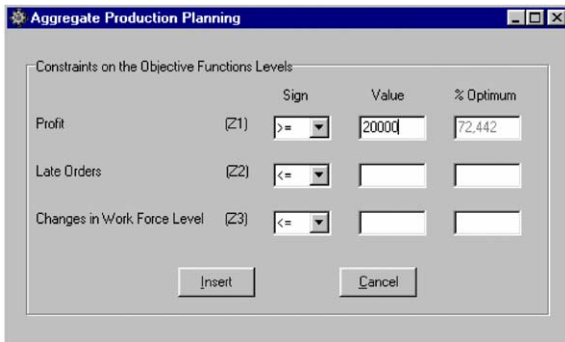 Aggregate Production Planning
Constraints on the Objective Functions Levels
Sign Value % Optimum
Profit (Z1) >= 20000 72,442
Late Orders (Z2) <=
Changes in Work Force Level (Z3) <=
Insert Cancel